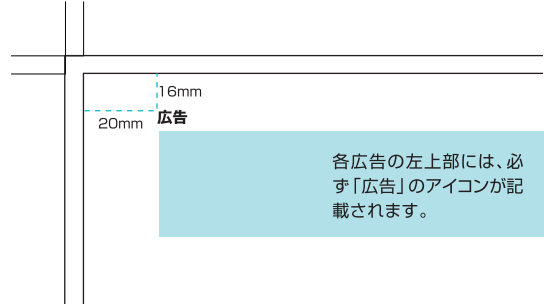 16mm
20mm
広告
各広告の左上部には、必
ず「広告」のアイコンが記
載されます。